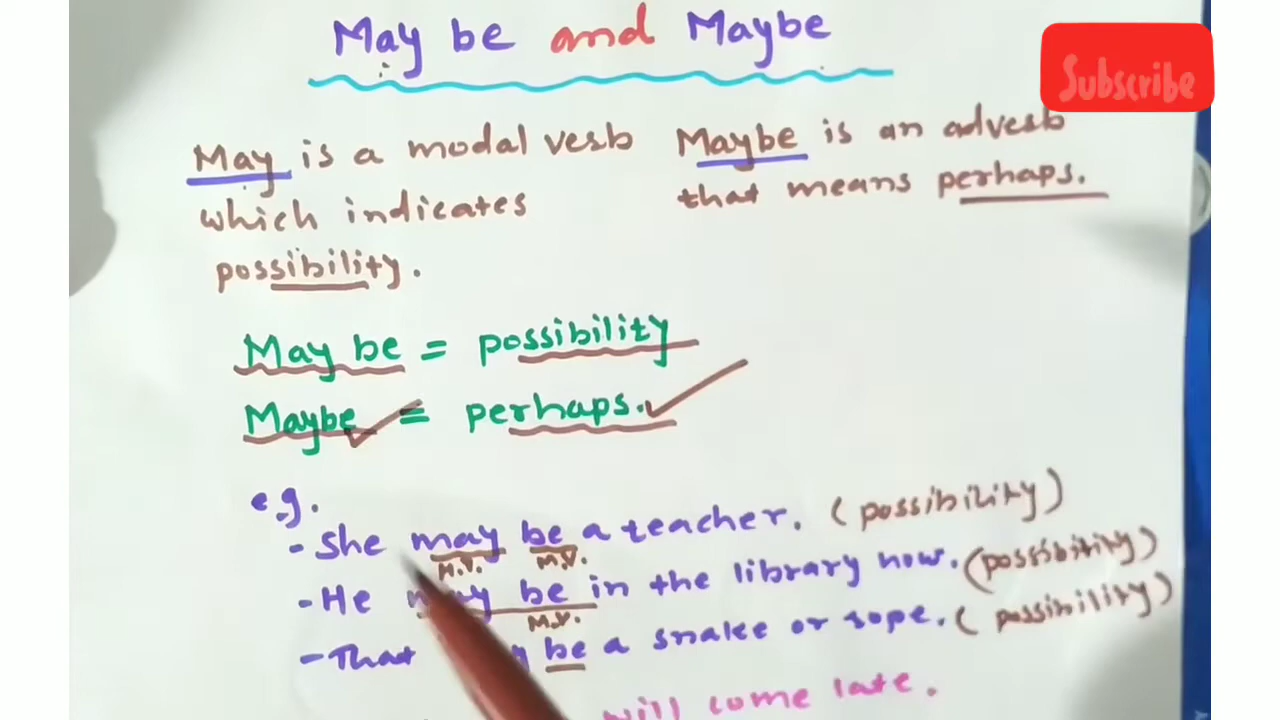 May be and Maybe
Subscribe
May is a modal verb
which indicates
possibility.
Maybe is an adverb
that means perhaps.
May be = possibility
Maybe = perhaps.
e.g.
- She may be a teacher. (possibility)
M.V. M.V.
- He may be in the library now. (possibility)
M.V.
- That be a snake or rope. (possibility)
will come late.